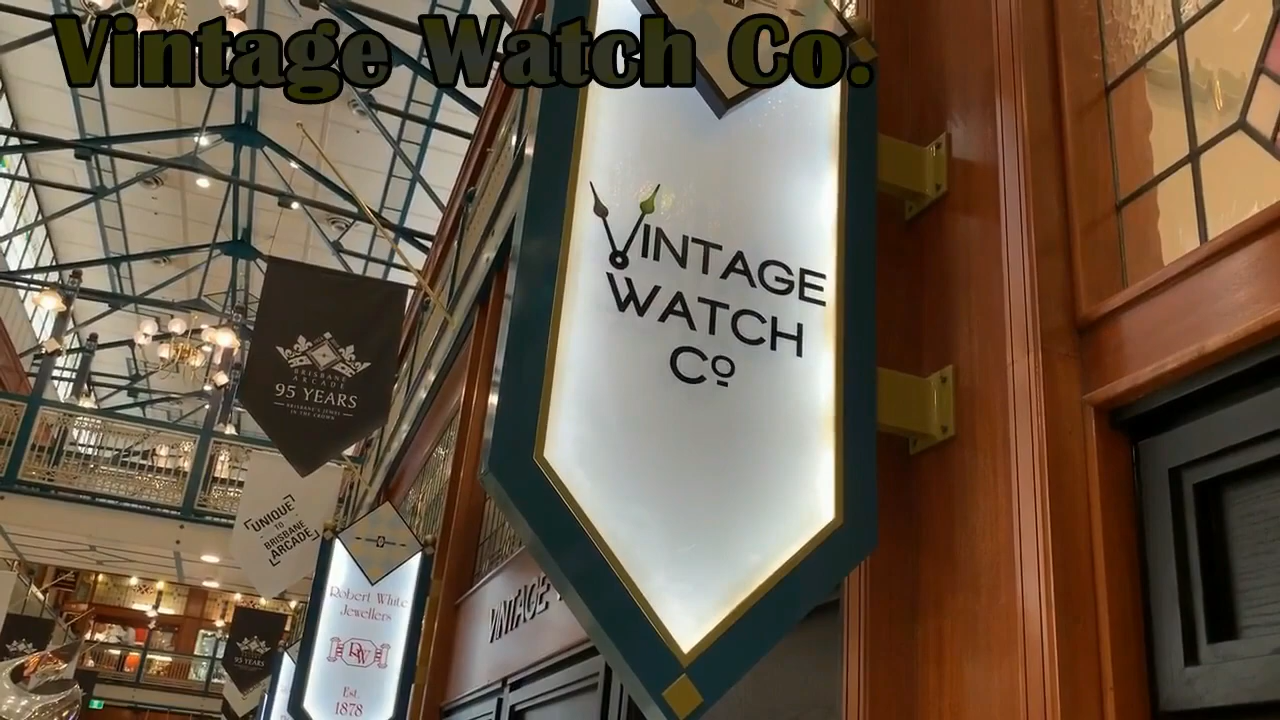 Vintage Watch Co.
VINTAGE
WATCH
Co
BRISBANE
ARCADE
95 YEARS
BRISBANE'S JEWEL
IN THE CROWN
UNIQUE
TO
BRISBANE
ARCADE
Robert White
Jewellers
RW
Est.
1878
VINTAGE
95 YEARS